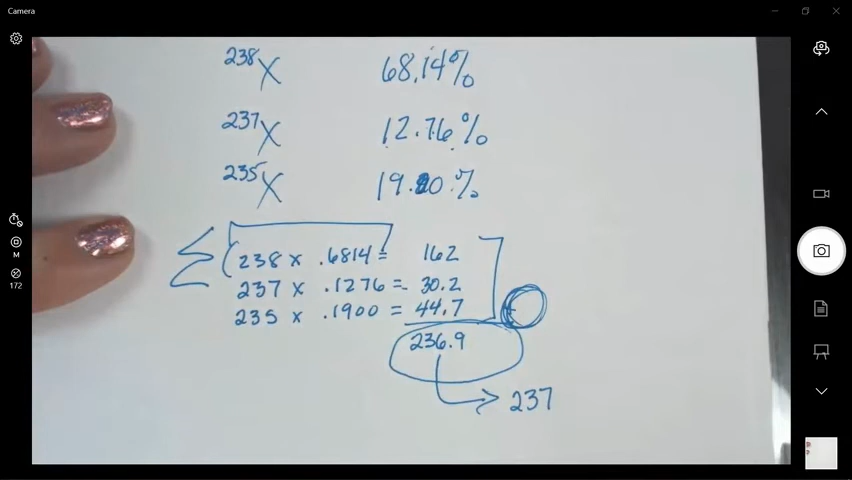 Camera
238X 68.14%
237X 12.76%
235X 19.20%
Σ (238 x .6814 = 162
237 x .1276 = 30.2
235 x .1900 = 44.7
236.9
237
M
172